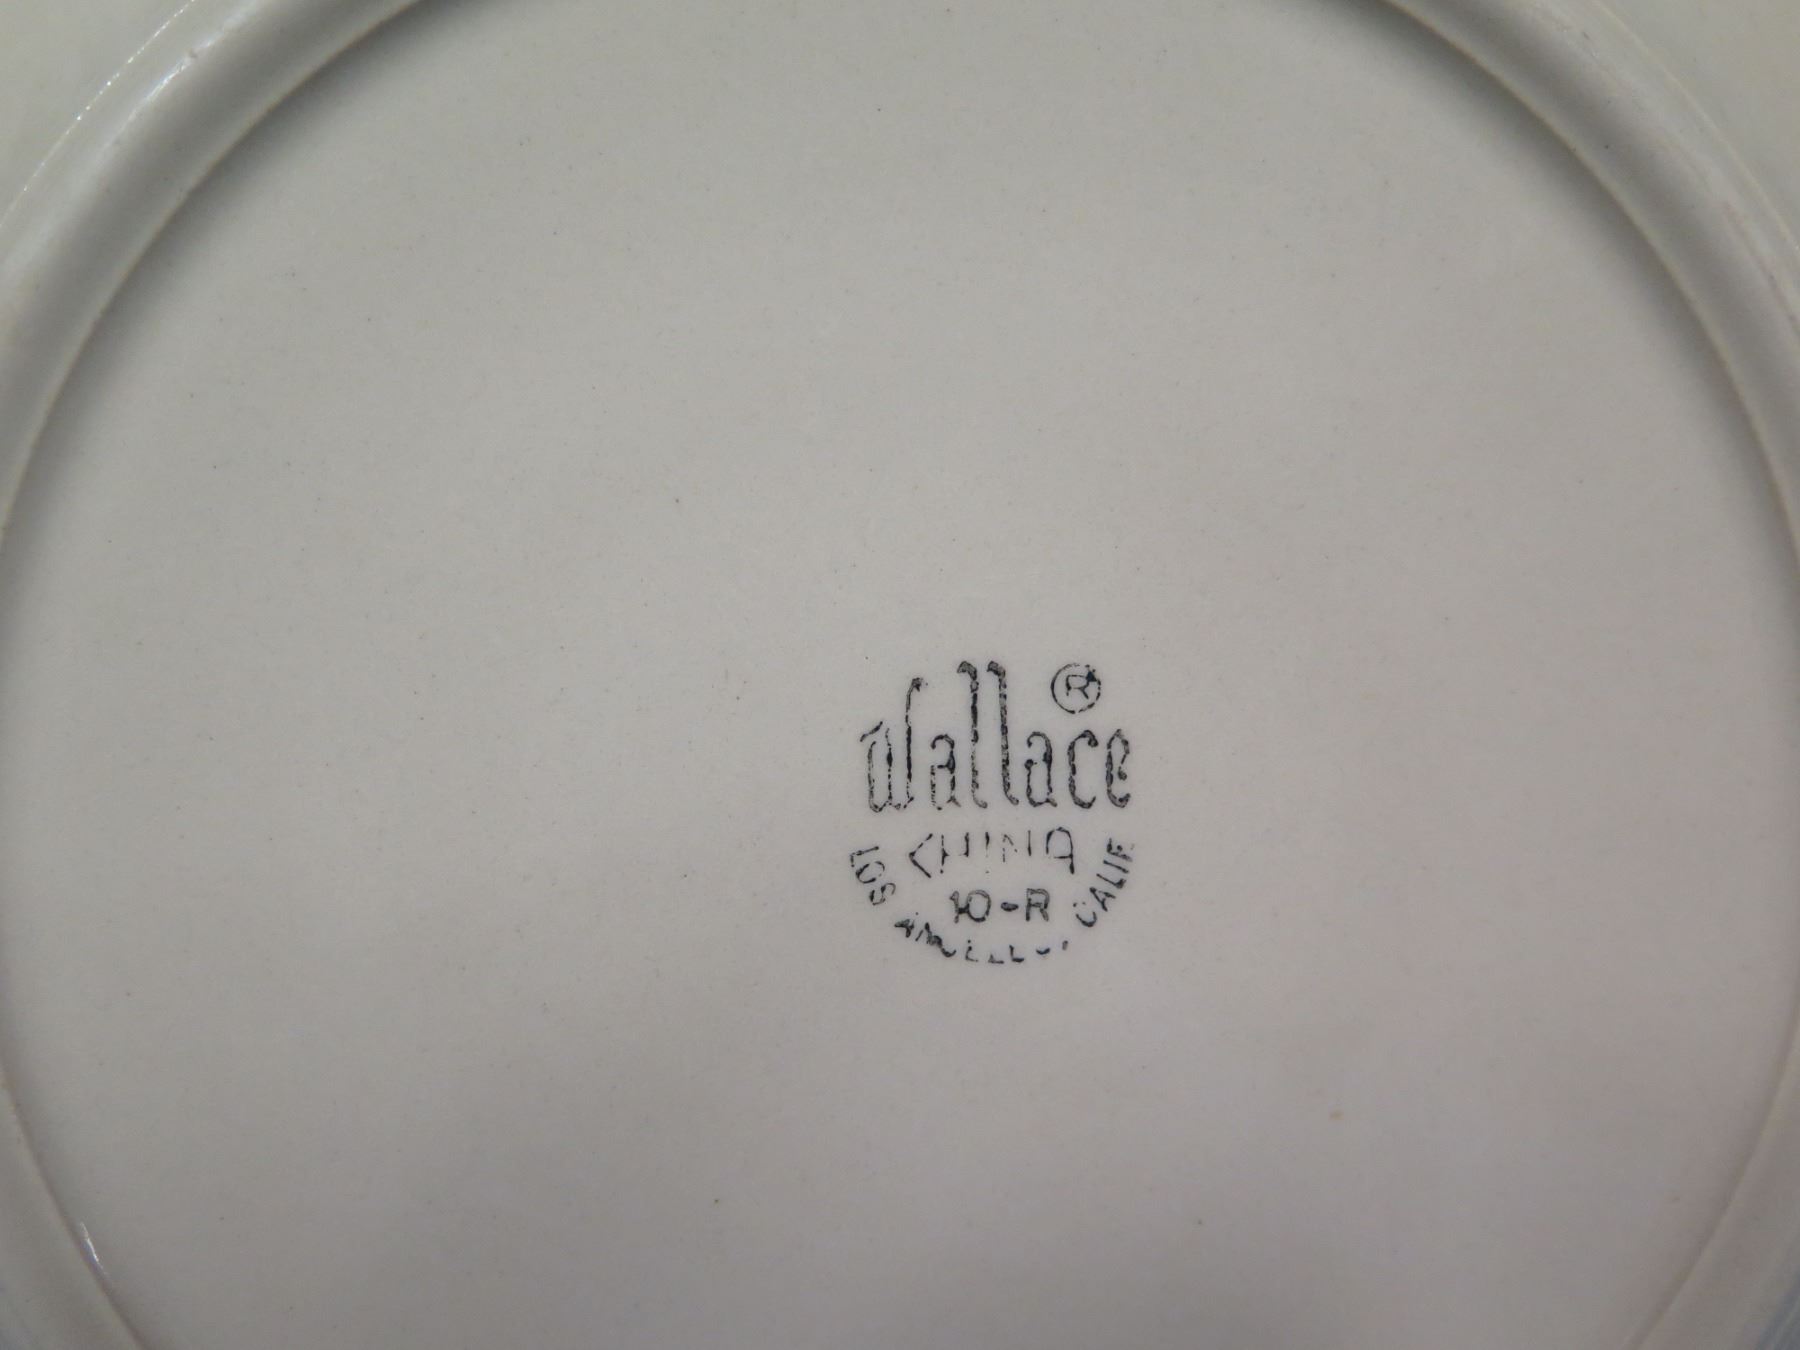 Wallace ®
CHINA
10-R
LOS ANGELES, CALIF.